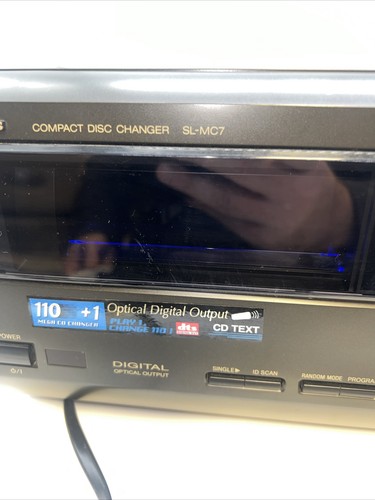 COMPACT DISC CHANGER SL-MC7
110 +1 Optical Digital Output
MEGA CD CHANGER PLAY 1
CHANGE 110! dts CD TEXT
POWER
DIGITAL
OPTICAL OUTPUT
SINGLE ID SCAN RANDOM MODE